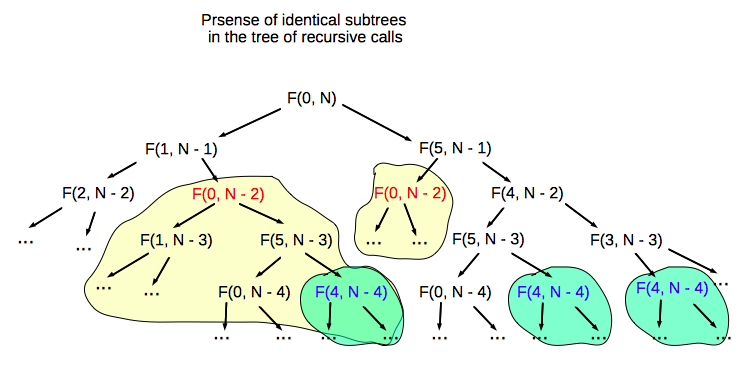 Prsense of identical subtrees
in the tree of recursive calls
F(0, N)
F(1, N - 1) F(5, N - 1)
F(2, N - 2) F(0, N - 2) F(0, N - 2) F(4, N - 2)
... ... F(1, N - 3) F(5, N - 3) ... ... F(5, N - 3) F(3, N - 3)
... ... F(0, N - 4) F(4, N - 4) F(0, N - 4) F(4, N - 4) F(4, N - 4) ...
... ... ... ... ... ... ... ... ... ...